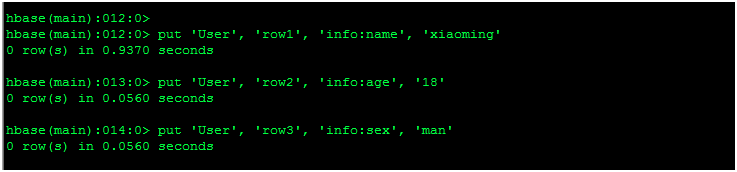 hbase(main):012:0>
hbase(main):012:0> put 'User', 'row1', 'info:name', 'xiaoming'
0 row(s) in 0.9370 seconds
hbase(main):013:0> put 'User', 'row2', 'info:age', '18'
0 row(s) in 0.0560 seconds
hbase(main):014:0> put 'User', 'row3', 'info:sex', 'man'
0 row(s) in 0.0560 seconds